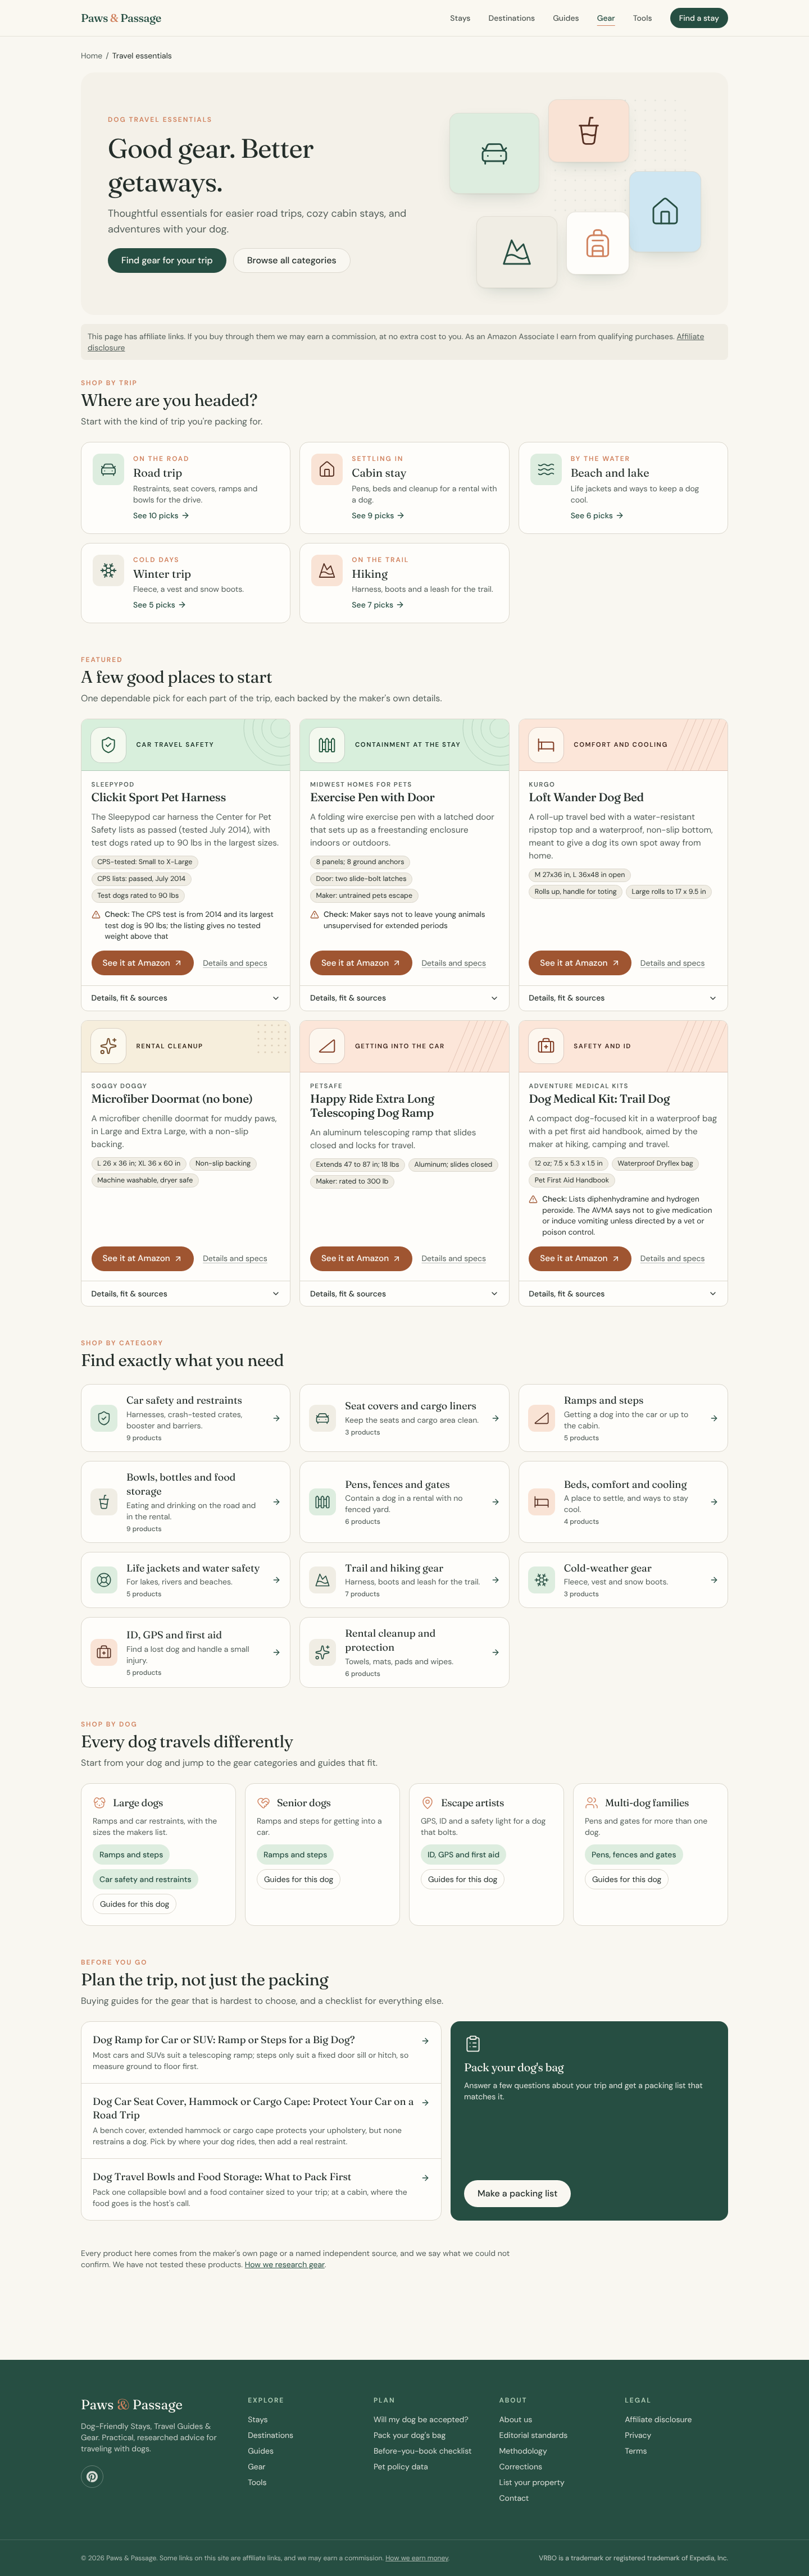 Paws & Passage
Stays Destinations Guides Gear Tools Find a stay
Home / Travel essentials
DOG TRAVEL ESSENTIALS
Good gear. Better
getaways.
Thoughtful essentials for easier road trips, cozy cabin stays, and
adventures with your dog.
Find gear for your trip Browse all categories
This page has affiliate links. If you buy through them we may earn a commission, at no extra cost to you. As an Amazon Associate I earn from qualifying purchases. Affiliate
disclosure
SHOP BY TRIP
Where are you headed?
Start with the kind of trip you're packing for.
ON THE ROAD
Road trip
Restraints, seat covers, ramps and
bowls for the drive.
See 10 picks →
SETTLING IN
Cabin stay
Pens, beds and cleanup for a rental with
a dog.
See 9 picks →
BY THE WATER
Beach and lake
Life jackets and ways to keep a dog
cool.
See 6 picks →
COLD DAYS
Winter trip
Fleece, a vest and snow boots.
See 5 picks →
ON THE TRAIL
Hiking
Harness, boots and a leash for the trail.
See 7 picks →
FEATURED
A few good places to start
One dependable pick for each part of the trip, each backed by the maker's own details.
CAR TRAVEL SAFETY
SLEEPYPOD
Clickit Sport Pet Harness
The Sleepypod car harness the Center for Pet
Safety lists as passed (tested July 2014), with
test dogs rated up to 90 lbs in the largest sizes.
CPS-tested: Small to X-Large
CPS lists: passed, July 2014
Test dogs rated to 90 lbs
Check: The CPS test is from 2014 and its largest
test dog is 90 lbs; the listing gives no tested
weight above that
See it at Amazon ↗ Details and specs
Details, fit & sources
CONTAINMENT AT THE STAY
MIDWEST HOMES FOR PETS
Exercise Pen with Door
A folding wire exercise pen with a latched door
that sets up as a freestanding enclosure
indoors or outdoors.
8 panels; 8 ground anchors
Door: two slide-bolt latches
Maker: untrained pets escape
Check: Maker says not to leave young animals
unsupervised for extended periods
See it at Amazon ↗ Details and specs
Details, fit & sources
COMFORT AND COOLING
KURGO
Loft Wander Dog Bed
A roll-up travel bed with a water-resistant
ripstop top and a waterproof, non-slip bottom,
meant to give a dog its own spot away from
home.
M 27x36 in, L 36x48 in open
Rolls up, handle for toting Large rolls to 17 x 9.5 in
See it at Amazon ↗ Details and specs
Details, fit & sources
RENTAL CLEANUP
SOGGY DOGGY
Microfiber Doormat (no bone)
A microfiber chenille doormat for muddy paws,
in Large and Extra Large, with a non-slip
backing.
L 26 x 36 in; XL 36 x 60 in Non-slip backing
Machine washable, dryer safe
See it at Amazon ↗ Details and specs
Details, fit & sources
GETTING INTO THE CAR
PETSAFE
Happy Ride Extra Long
Telescoping Dog Ramp
An aluminum telescoping ramp that slides
closed and locks for travel.
Extends 47 to 87 in; 18 lbs Aluminum; slides closed
Maker: rated to 300 lb
See it at Amazon ↗ Details and specs
Details, fit & sources
SAFETY AND ID
ADVENTURE MEDICAL KITS
Dog Medical Kit: Trail Dog
A compact dog-focused kit in a waterproof bag
with a pet first aid handbook, aimed by the
maker at hiking, camping and travel.
12 oz; 7.5 x 5.3 x 1.5 in Waterproof Dryflex bag
Pet First Aid Handbook
Check: Lists diphenhydramine and hydrogen
peroxide. The AVMA says not to give medication
or induce vomiting unless directed by a vet or
poison control.
See it at Amazon ↗ Details and specs
Details, fit & sources
SHOP BY CATEGORY
Find exactly what you need
Car safety and restraints
Harnesses, crash-tested crates,
booster and barriers.
9 products
Seat covers and cargo liners
Keep the seats and cargo area clean.
3 products
Ramps and steps
Getting a dog into the car or up to
the cabin.
5 products
Bowls, bottles and food
storage
Eating and drinking on the road and
in the rental.
9 products
Pens, fences and gates
Contain a dog in a rental with no
fenced yard.
6 products
Beds, comfort and cooling
A place to settle, and ways to stay
cool.
4 products
Life jackets and water safety
For lakes, rivers and beaches.
5 products
Trail and hiking gear
Harness, boots and leash for the trail.
7 products
Cold-weather gear
Fleece, vest and snow boots.
3 products
ID, GPS and first aid
Find a lost dog and handle a small
injury.
5 products
Rental cleanup and
protection
Towels, mats, pads and wipes.
6 products
SHOP BY DOG
Every dog travels differently
Start from your dog and jump to the gear categories and guides that fit.
Large dogs
Ramps and car restraints, with the
sizes the makers list.
Ramps and steps
Car safety and restraints
Guides for this dog
Senior dogs
Ramps and steps for getting into a
car.
Ramps and steps
Guides for this dog
Escape artists
GPS, ID and a safety light for a dog
that bolts.
ID, GPS and first aid
Guides for this dog
Multi-dog families
Pens and gates for more than one
dog.
Pens, fences and gates
Guides for this dog
BEFORE YOU GO
Plan the trip, not just the packing
Buying guides for the gear that is hardest to choose, and a checklist for everything else.
Dog Ramp for Car or SUV: Ramp or Steps for a Big Dog?
Most cars and SUVs suit a telescoping ramp; steps only suit a fixed door sill or hitch, so
measure ground to floor first.
Dog Car Seat Cover, Hammock or Cargo Cape: Protect Your Car on a
Road Trip
A bench cover, extended hammock or cargo cape protects your upholstery, but none
restrains a dog. Pick by where your dog rides, then add a real restraint.
Dog Travel Bowls and Food Storage: What to Pack First
Pack one collapsible bowl and a food container sized to your trip; at a cabin, where the
food goes is the host's call.
Pack your dog's bag
Answer a few questions about your trip and get a packing list that
matches it.
Make a packing list
Every product here comes from the maker's own page or a named independent source, and we say what we could not
confirm. We have not tested these products. How we research gear.
Paws & Passage
Dog-Friendly Stays, Travel Guides &
Gear. Practical, researched advice for
traveling with dogs.
EXPLORE
Stays
Destinations
Guides
Gear
Tools
PLAN
Will my dog be accepted?
Pack your dog's bag
Before-you-book checklist
Pet policy data
ABOUT
About us
Editorial standards
Methodology
Corrections
List your property
Contact
LEGAL
Affiliate disclosure
Privacy
Terms
© 2026 Paws & Passage. Some links on this site are affiliate links, and we may earn a commission. How we earn money.
VRBO is a trademark or registered trademark of Expedia, Inc.